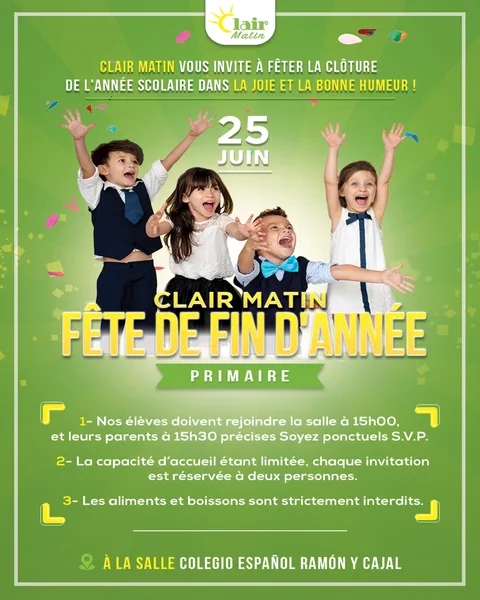 Clair
Matin
CLAIR MATIN VOUS INVITE À FÊTER LA CLÔTURE
DE L'ANNÉE SCOLAIRE DANS LA JOIE ET LA BONNE HUMEUR !
25
JUIN
CLAIR MATIN
FÊTE DE FIN D'ANNÉE
PRIMAIRE
1- Nos élèves doivent rejoindre la salle à 15h00,
et leurs parents à 15h30 précises Soyez ponctuels S.V.P.
2- La capacité d'accueil étant limitée, chaque invitation
est réservée à deux personnes.
3- Les aliments et boissons sont strictement interdits.
À LA SALLE COLEGIO ESPAÑOL RAMÓN Y CAJAL